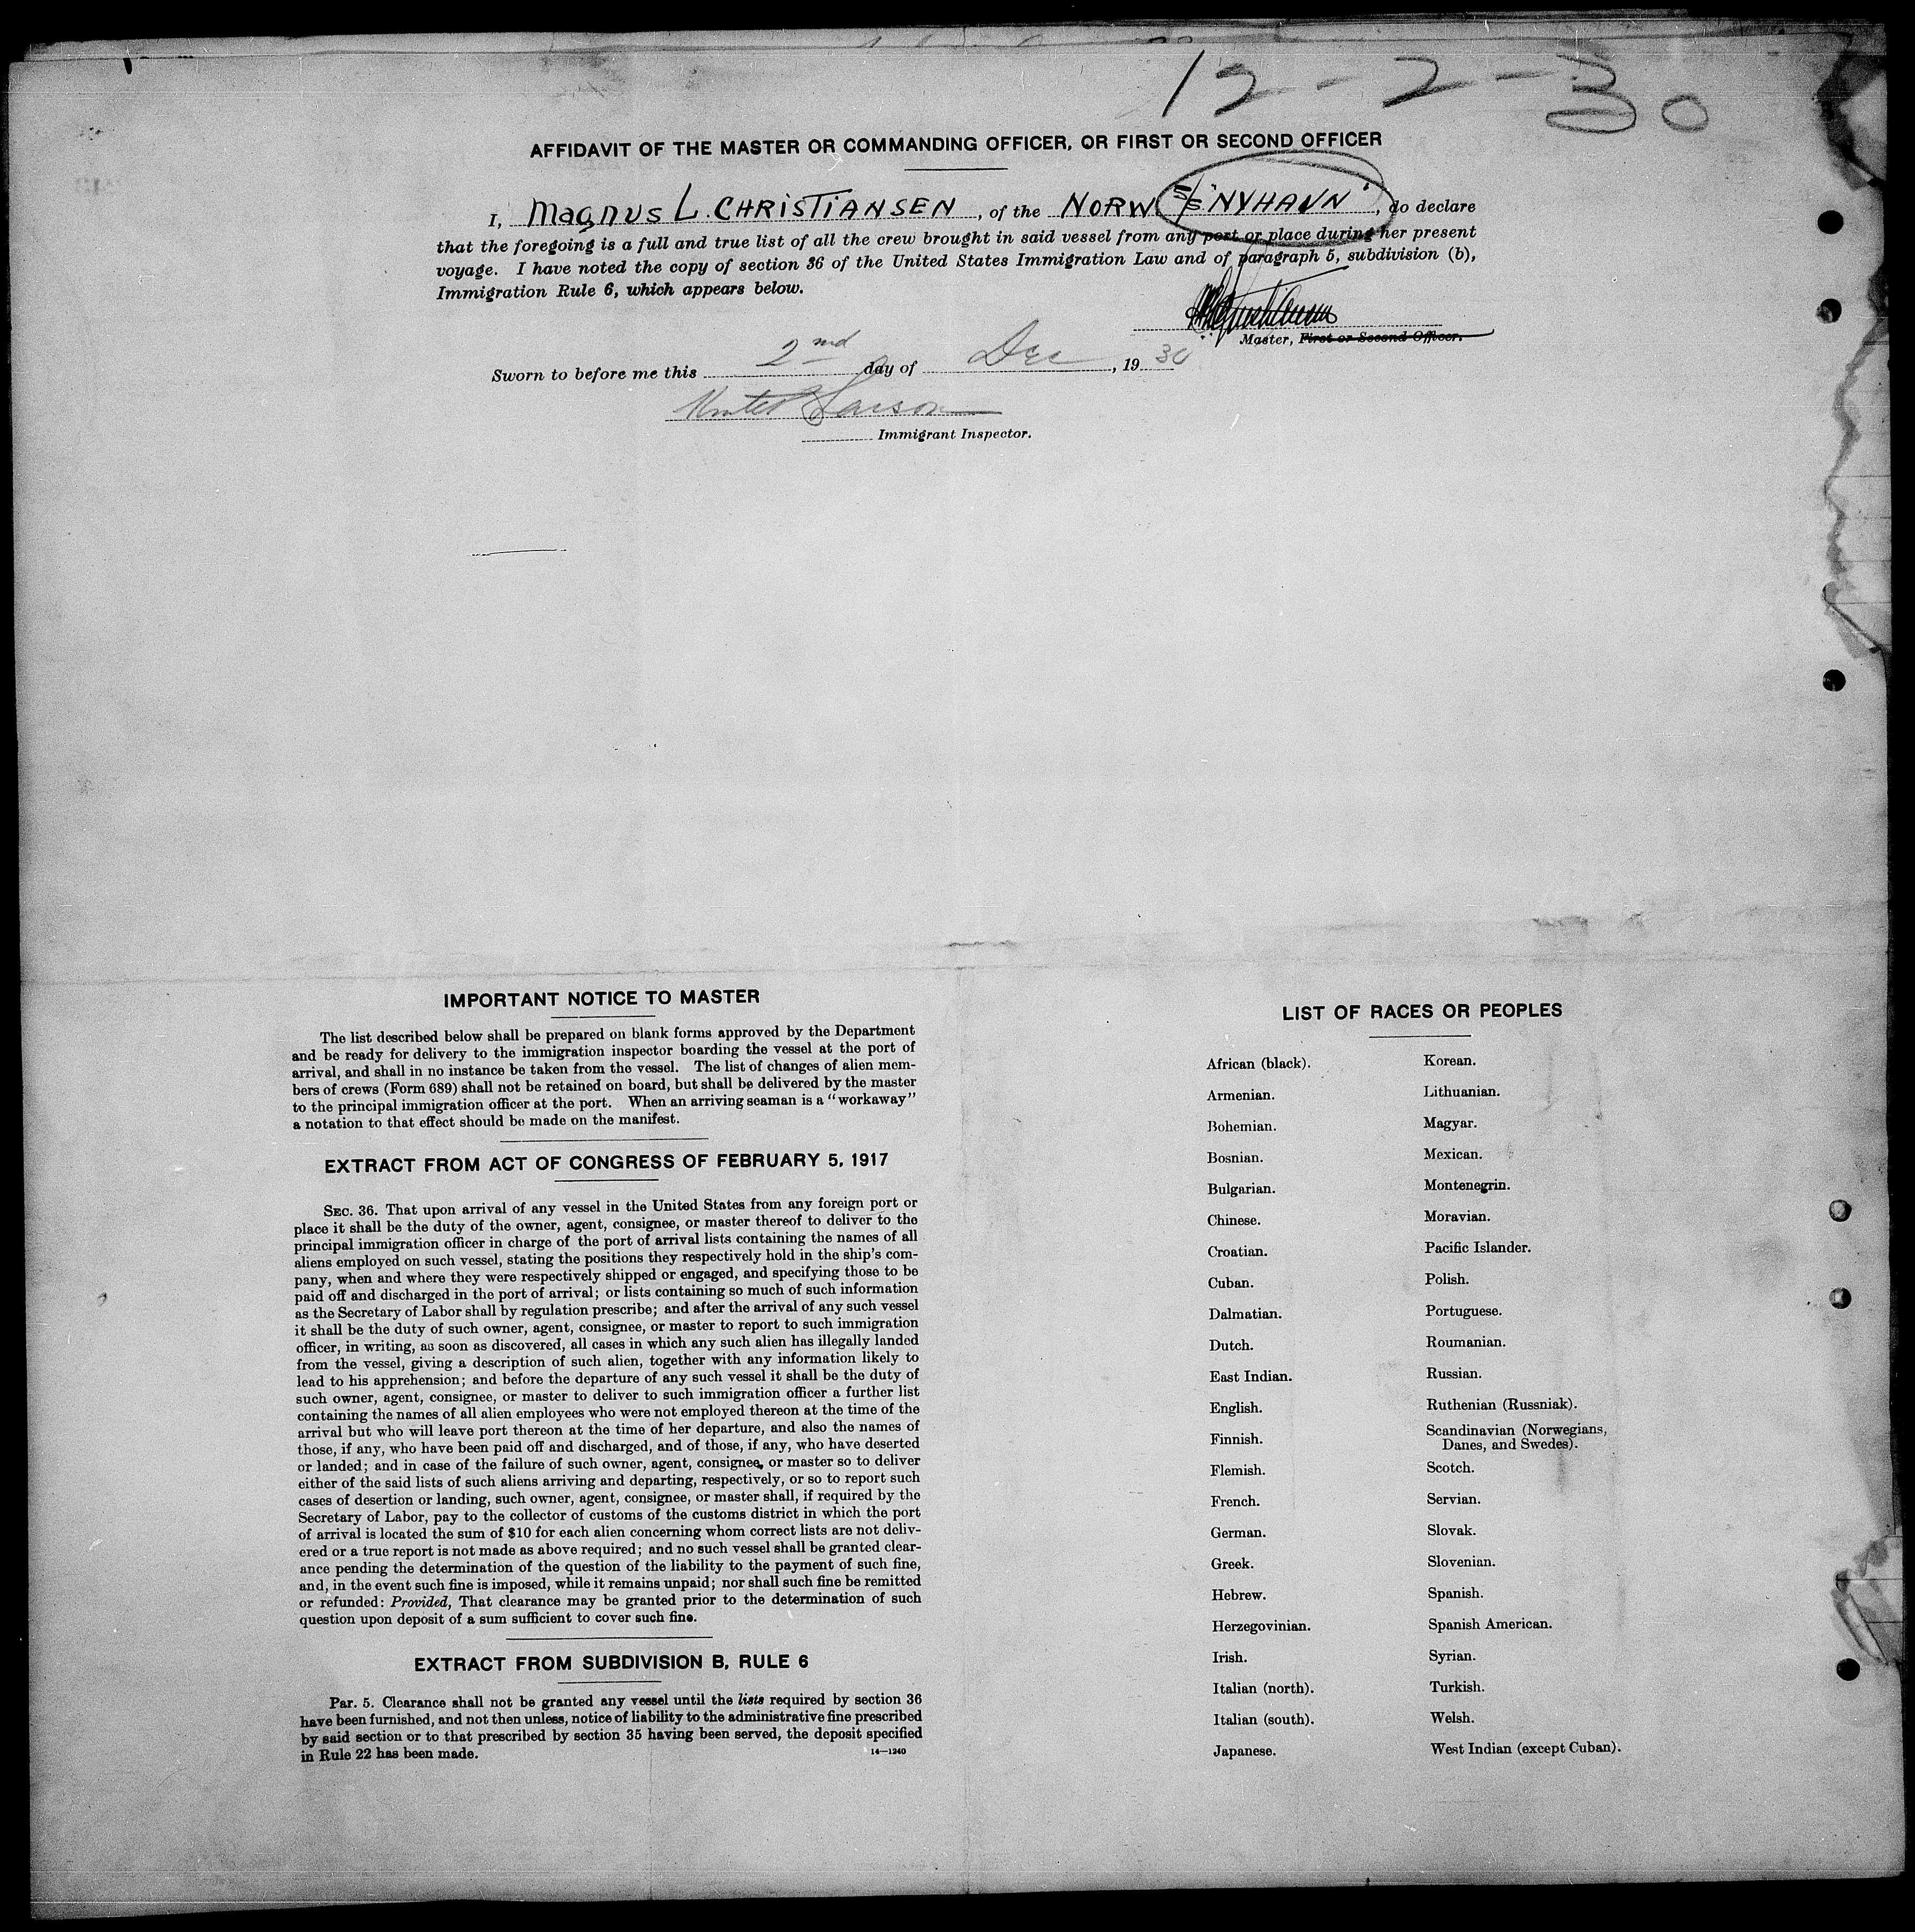 12-2-30
AFFIDAVIT OF THE MASTER OR COMMANDING OFFICER, OR FIRST OR SECOND OFFICER
I, Magnus L. CHRISTIANSEN, of the NORW S/S "NYHAVN", do declare
that the foregoing is a full and true list of all the crew brought in said vessel from any port or place during her present
voyage. I have noted the copy of section 36 of the United States Immigration Law and of paragraph 5, subdivision (b),
Immigration Rule 6, which appears below.
Master, First or Second Officer.
Sworn to before me this 2nd day of Dec, 1930
Larson
Immigrant Inspector.
IMPORTANT NOTICE TO MASTER
The list described below shall be prepared on blank forms approved by the Department
and be ready for delivery to the immigration inspector boarding the vessel at the port of
arrival, and shall in no instance be taken from the vessel. The list of changes of alien mem-
bers of crews (Form 689) shall not be retained on board, but shall be delivered by the master
to the principal immigration officer at the port. When an arriving seaman is a "workaway"
a notation to that effect should be made on the manifest.
EXTRACT FROM ACT OF CONGRESS OF FEBRUARY 5, 1917
SEC. 36. That upon arrival of any vessel in the United States from any foreign port or
place it shall be the duty of the owner, agent, consignee, or master thereof to deliver to the
principal immigration officer in charge of the port of arrival lists containing the names of all
aliens employed on such vessel, stating the positions they respectively hold in the ship's com-
pany, when and where they were respectively shipped or engaged, and specifying those to be
paid off and discharged in the port of arrival; or lists containing so much of such information
as the Secretary of Labor shall by regulation prescribe; and after the arrival of any such vessel
it shall be the duty of such owner, agent, consignee, or master to report to such immigration
officer, in writing, as soon as discovered, all cases in which any such alien has illegally landed
from the vessel, giving a description of such alien, together with any information likely to
lead to his apprehension; and before the departure of any such vessel it shall be the duty of
such owner, agent, consignee, or master to deliver to such immigration officer a further list
containing the names of all alien employees who were not employed thereon at the time of the
arrival but who will leave port thereon at the time of her departure, and also the names of
those, if any, who have been paid off and discharged, and of those, if any, who have deserted
or landed; and in case of the failure of such owner, agent, consignee, or master so to deliver
either of the said lists of such aliens arriving and departing, respectively, or so to report such
cases of desertion or landing, such owner, agent, consignee, or master shall, if required by the
Secretary of Labor, pay to the collector of customs of the customs district in which the port
of arrival is located the sum of $10 for each alien concerning whom correct lists are not deliv-
ered or a true report is not made as above required; and no such vessel shall be granted clear-
ance pending the determination of the question of the liability to the payment of such fine,
and, in the event such fine is imposed, while it remains unpaid; nor shall such fine be remitted
or refunded: Provided, That clearance may be granted prior to the determination of such
question upon deposit of a sum sufficient to cover such fine.
EXTRACT FROM SUBDIVISION B, RULE 6
Par. 5. Clearance shall not be granted any vessel until the lists required by section 36
have been furnished, and not then unless, notice of liability to the administrative fine prescribed
by said section or to that prescribed by section 35 having been served, the deposit specified
in Rule 22 has been made.
14—1240
LIST OF RACES OR PEOPLES
African (black).
Armenian.
Bohemian.
Bosnian.
Bulgarian.
Chinese.
Croatian.
Cuban.
Dalmatian.
Dutch.
East Indian.
English.
Finnish.
Flemish.
French.
German.
Greek.
Hebrew.
Herzegovinian.
Irish.
Italian (north).
Italian (south).
Japanese.
Korean.
Lithuanian.
Magyar.
Mexican.
Montenegrin.
Moravian.
Pacific Islander.
Polish.
Portuguese.
Roumanian.
Russian.
Ruthenian (Russniak).
Scandinavian (Norwegians,
Danes, and Swedes).
Scotch.
Servian.
Slovak.
Slovenian.
Spanish.
Spanish American.
Syrian.
Turkish.
Welsh.
West Indian (except Cuban).